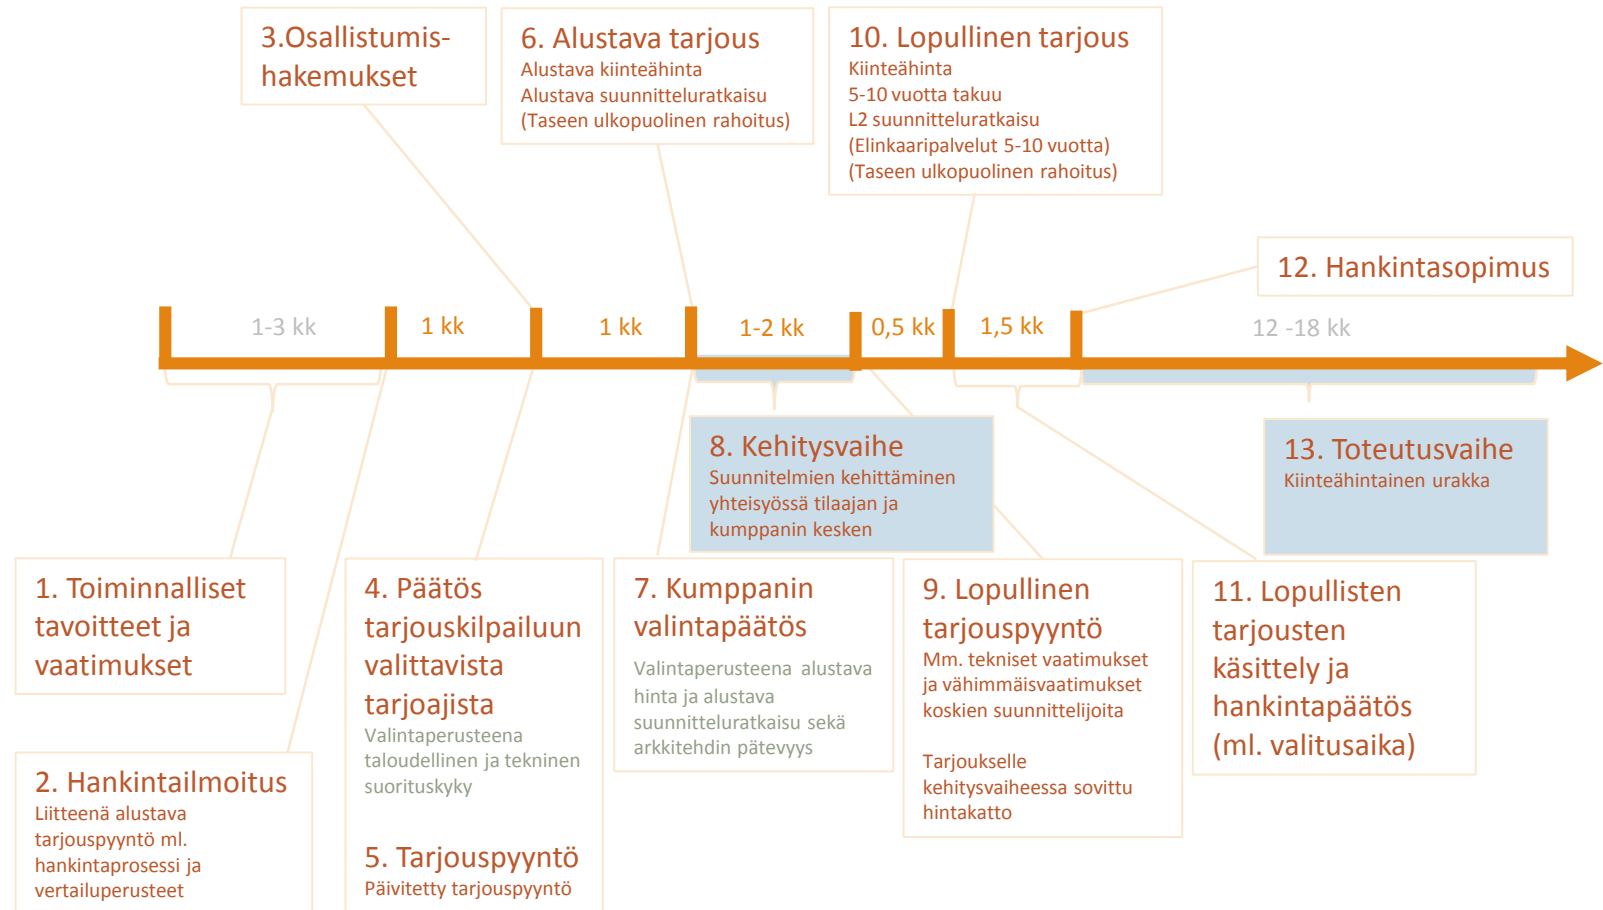 3.Osallistumis-
hakemukset
6. Alustava tarjous
Alustava kiinteähinta
Alustava suunnitteluratkaisu
(Taseen ulkopuolinen rahoitus)
10. Lopullinen tarjous
Kiinteähinta
5-10 vuotta takuu
L2 suunnitteluratkaisu
(Elinkaaripalvelut 5-10 vuotta)
(Taseen ulkopuolinen rahoitus)
12. Hankintasopimus
1-3 kk
1 kk
1 kk
1-2 kk
0,5 kk
1,5 kk
12 -18 kk
8. Kehitysvaihe
Suunnitelmien kehittäminen
yhteisyössä tilaajan ja
kumppanin kesken
13. Toteutusvaihe
Kiinteähintainen urakka
1. Toiminnalliset
tavoitteet ja
vaatimukset
2. Hankintailmoitus
Liitteenä alustava
tarjouspyyntö ml.
hankintaprosessi ja
vertailuperusteet
4. Päätös
tarjouskilpailuun
valittavista
tarjoajista
Valintaperusteena
taloudellinen ja tekninen
suorituskyky
5. Tarjouspyyntö
Päivitetty tarjouspyyntö
7. Kumppanin
valintapäätös
Valintaperusteena alustava
hinta ja alustava
suunnitteluratkaisu sekä
arkkitehdin pätevyys
9. Lopullinen
tarjouspyyntö
Mm. tekniset vaatimukset
ja vähimmäisvaatimukset
koskien suunnittelijoita
Tarjoukselle
kehitysvaiheessa sovittu
hintakatto
11. Lopullisten
tarjousten
käsittely ja
hankintapäätös
(ml. valitusaika)